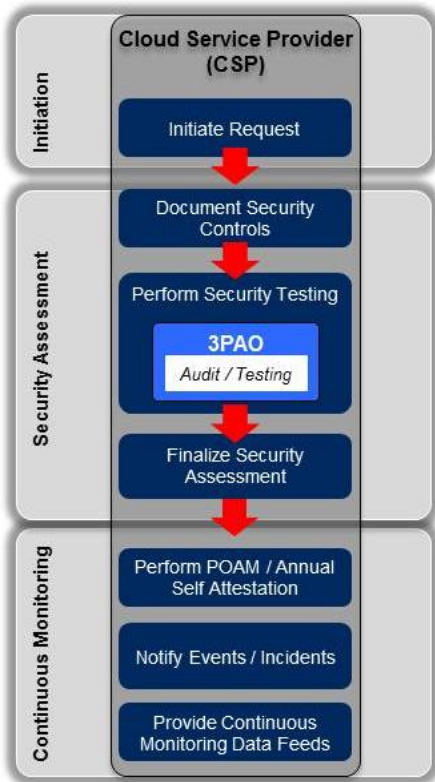 Cloud Service Provider
(CSP)
Initiation
Initiate Request
Security Assessment
Document Security
Controls
Perform Security Testing
3PAO
Audit / Testing
Finalize Security
Assessment
Continuous Monitoring
Perform POAM / Annual
Self Attestation
Notify Events / Incidents
Provide Continuous
Monitoring Data Feeds